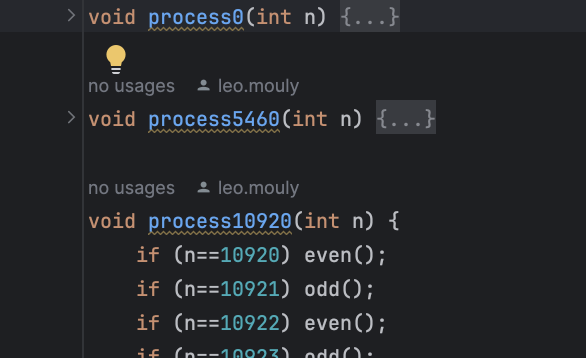 void process0(int n) {...}
no usages leo.mouly
void process5460(int n) {...}
no usages leo.mouly
void process10920(int n) {
if (n==10920) even();
if (n==10921) odd();
if (n==10922) even();
if (n==10923) odd();